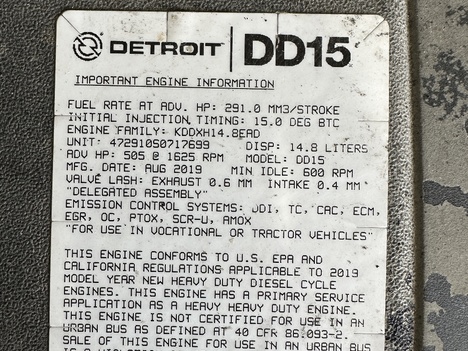 DETROIT DD15
IMPORTANT ENGINE INFORMATION
FUEL RATE AT ADV. HP: 291.0 MM3/STROKE
INITIAL INJECTION TIMING: 15.0 DEG BTC
ENGINE FAMILY: KDDXH14.8EAD
UNIT: 472910S0717699 DISP: 14.8 LITERS
ADV HP: 505 @ 1625 RPM MODEL: DD15
MFG. DATE: AUG 2019 MIN IDLE: 600 RPM
VALVE LASH: EXHAUST 0.6 MM INTAKE 0.4 MM
"DELEGATED ASSEMBLY"
EMISSION CONTROL SYSTEMS: DDI, TC, CAC, ECM,
EGR, OC, PTOX, SCR-U, AMOX
"FOR USE IN VOCATIONAL OR TRACTOR VEHICLES"
THIS ENGINE CONFORMS TO U.S. EPA AND
CALIFORNIA REGULATIONS APPLICABLE TO 2019
MODEL YEAR NEW HEAVY DUTY DIESEL CYCLE
ENGINES. THIS ENGINE HAS A PRIMARY SERVICE
APPLICATION AS A HEAVY HEAVY DUTY ENGINE.
THIS ENGINE IS NOT CERTIFIED FOR USE IN AN
URBAN BUS AS DEFINED AT 40 CFR 86.093-2.
SALE OF THIS ENGINE FOR USE IN AN URBAN BUS